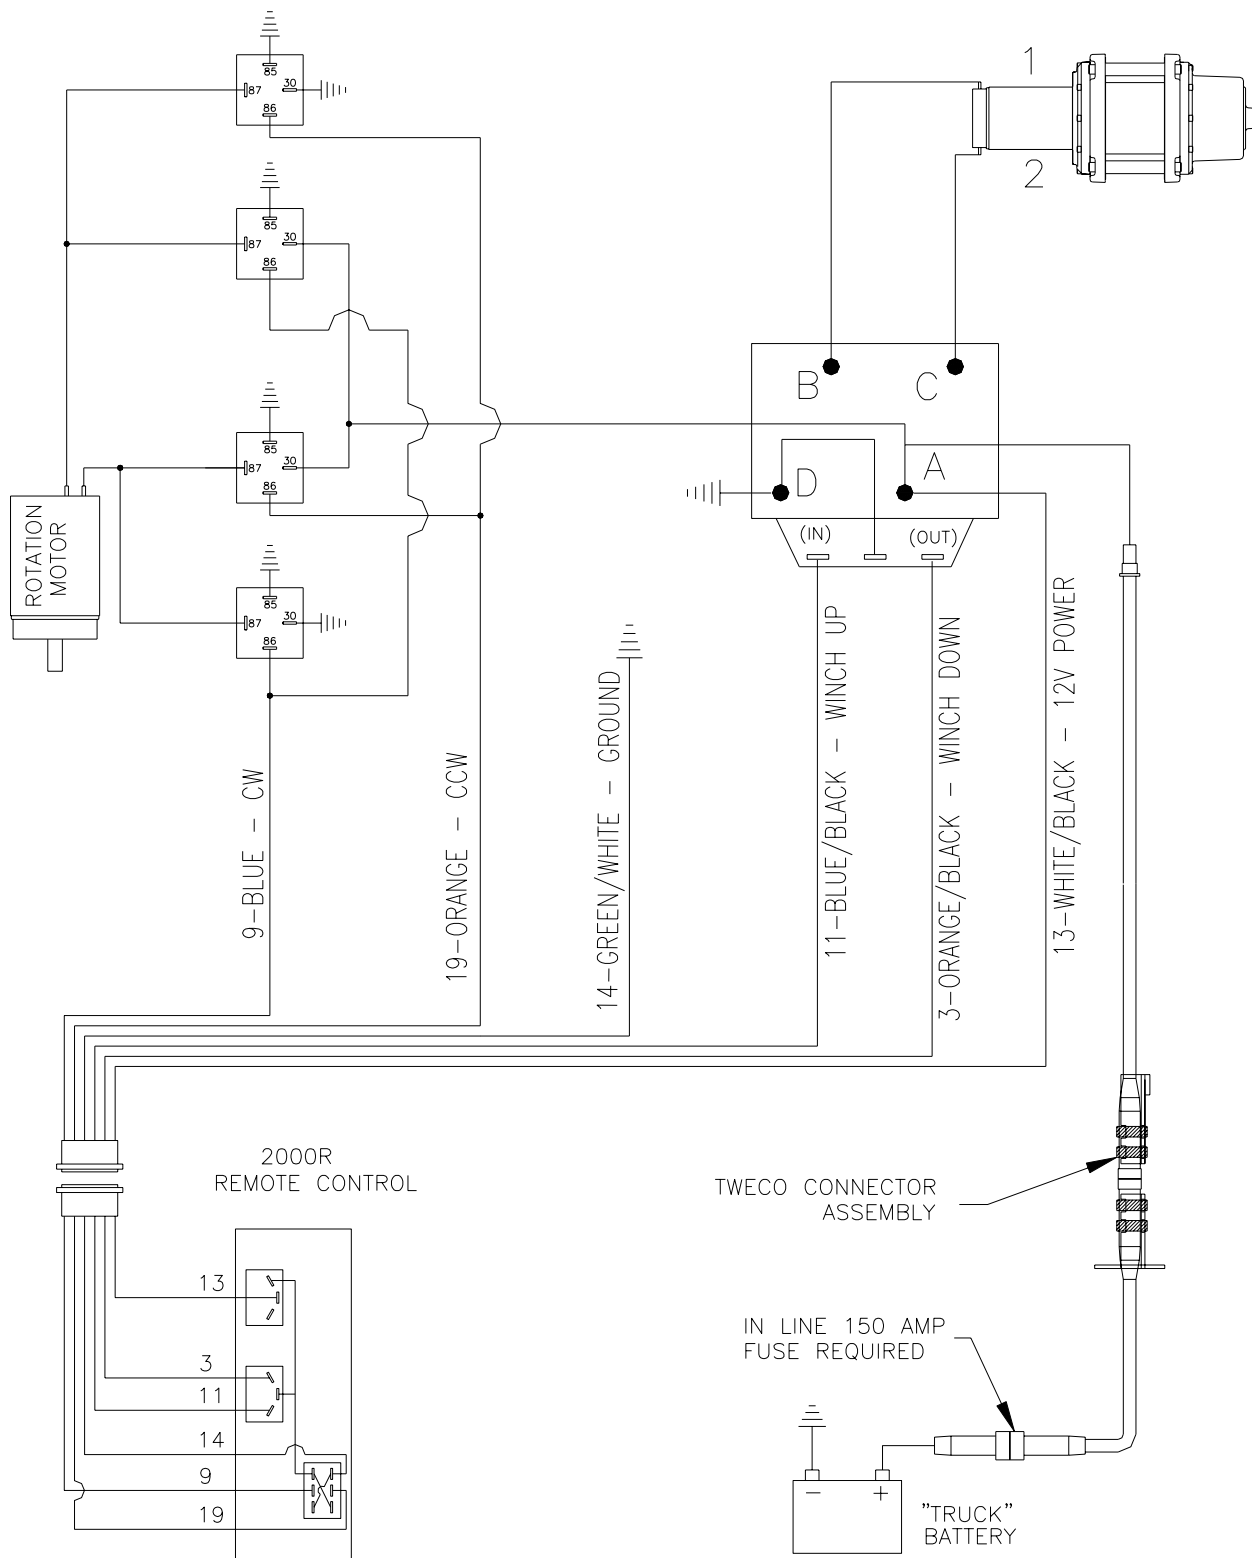 85
30
87
86
85
30
87
86
85
30
87
86
85
30
87
86
ROTATION
MOTOR
1
2
B
C
D
A
(IN)
(OUT)
9-BLUE - CW
19-ORANGE - CCW
14-GREEN/WHITE - GROUND
11-BLUE/BLACK - WINCH UP
3-ORANGE/BLACK - WINCH DOWN
13-WHITE/BLACK - 12V POWER
2000R
REMOTE CONTROL
13
3
11
14
9
19
TWECO CONNECTOR
ASSEMBLY
IN LINE 150 AMP
FUSE REQUIRED
- +
"TRUCK"
BATTERY